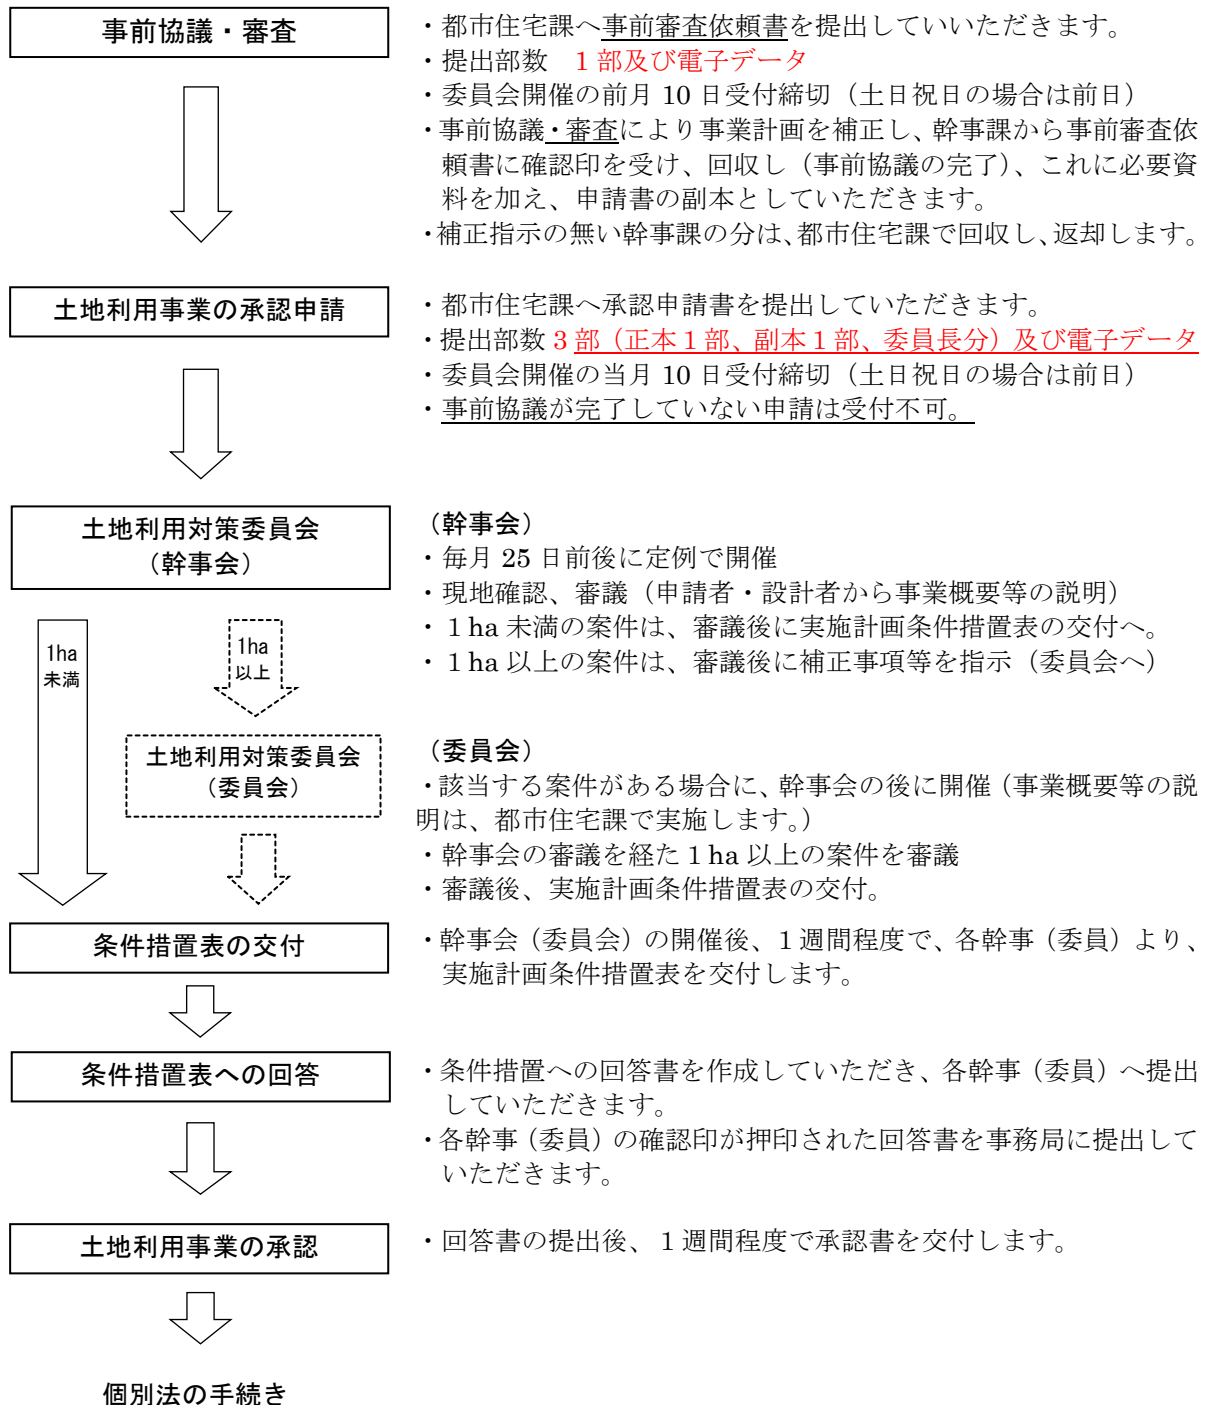 事前協議・審査
・都市住宅課へ事前審査依頼書を提出していいただきます。
・提出部数　１部及び電子データ
・委員会開催の前月 10 日受付締切（土日祝日の場合は前日）
・事前協議・審査により事業計画を補正し、幹事課から事前審査依
頼書に確認印を受け、回収し（事前協議の完了）、これに必要資
料を加え、申請書の副本としていただきます。
・補正指示の無い幹事課の分は、都市住宅課で回収し、返却します。
土地利用事業の承認申請
・都市住宅課へ承認申請書を提出していただきます。
・提出部数 3 部（正本１部、副本１部、委員長分）及び電子データ
・委員会開催の当月 10 日受付締切（土日祝日の場合は前日）
・事前協議が完了していない申請は受付不可。
土地利用対策委員会
（幹事会）
（幹事会）
・毎月 25 日前後に定例で開催
・現地確認、審議（申請者・設計者から事業概要等の説明）
・１ha 未満の案件は、審議後に実施計画条件措置表の交付へ。
・１ha 以上の案件は、審議後に補正事項等を指示（委員会へ）
1ha
未満
1ha
以上
土地利用対策委員会
（委員会）
（委員会）
・該当する案件がある場合に、幹事会の後に開催（事業概要等の説
明は、都市住宅課で実施します。）
・幹事会の審議を経た１ha 以上の案件を審議
・審議後、実施計画条件措置表の交付。
条件措置表の交付
・幹事会（委員会）の開催後、１週間程度で、各幹事（委員）より、
実施計画条件措置表を交付します。
条件措置表への回答
・条件措置への回答書を作成していただき、各幹事（委員）へ提出
していただきます。
・各幹事（委員）の確認印が押印された回答書を事務局に提出して
いただきます。
土地利用事業の承認
・回答書の提出後、１週間程度で承認書を交付します。
個別法の手続き